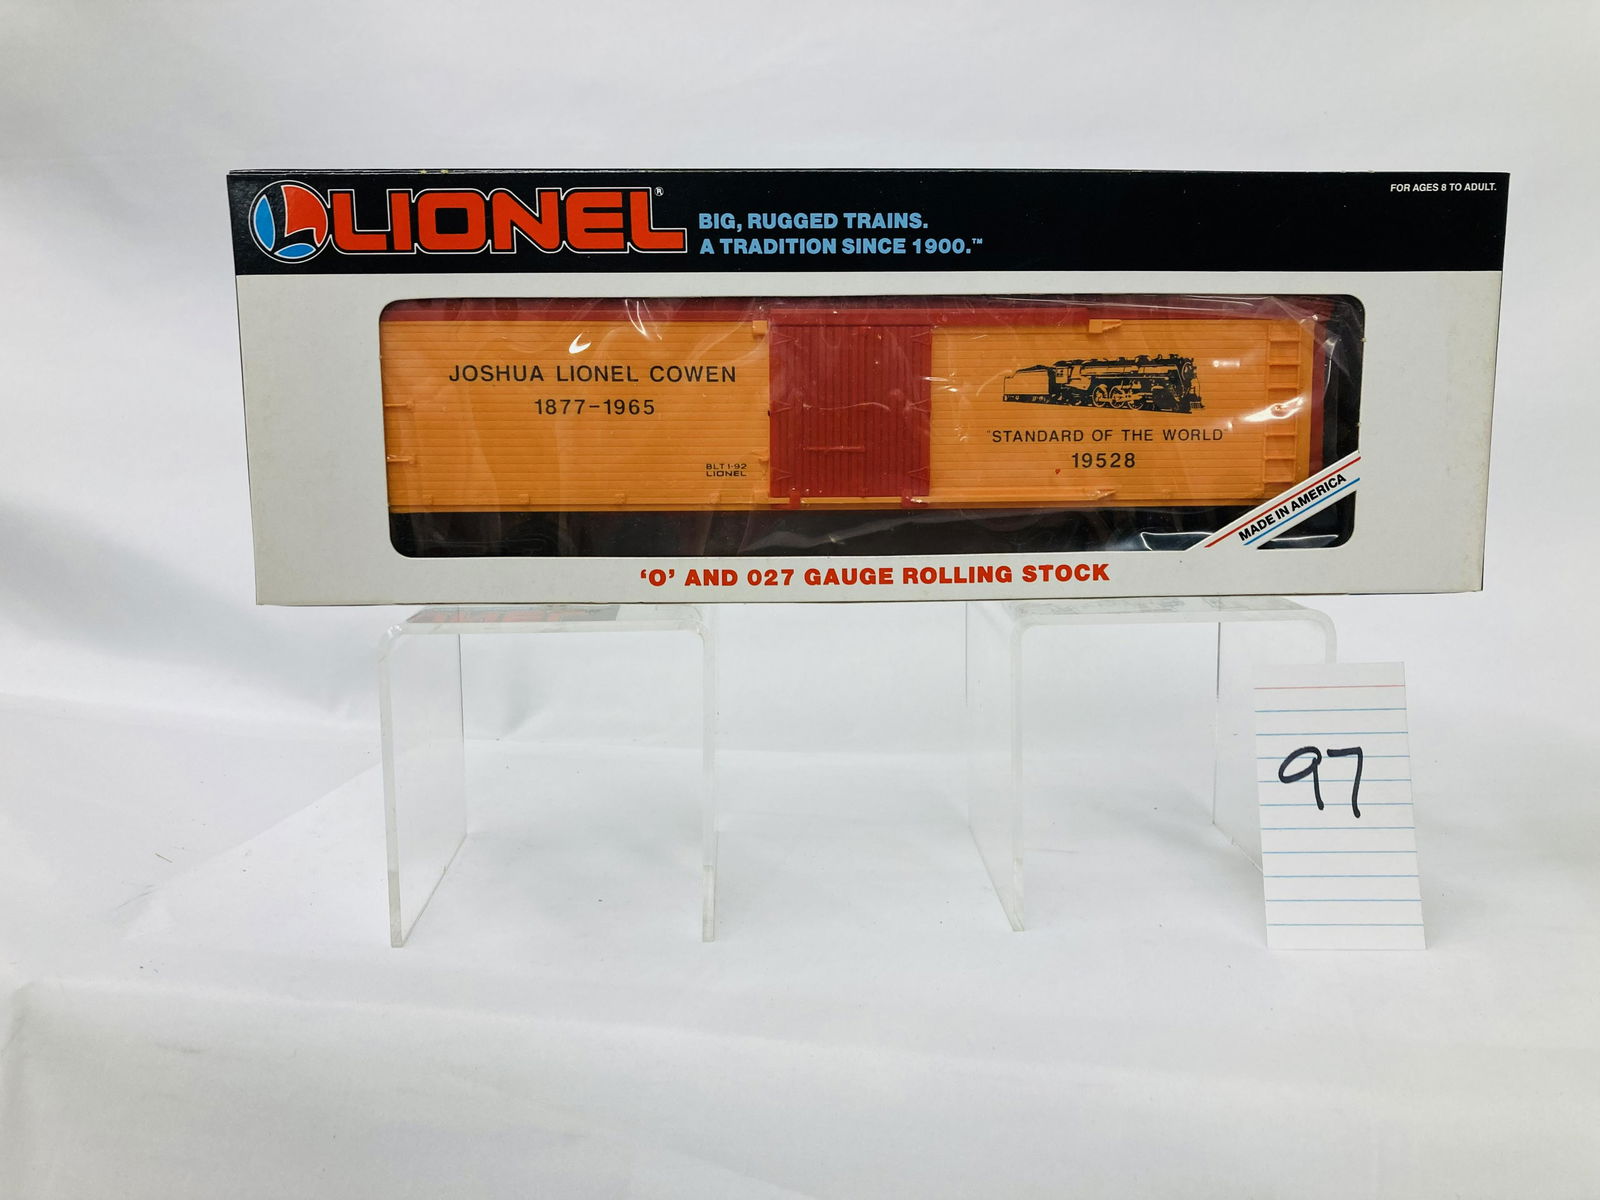 LIONEL®
BIG, RUGGED TRAINS.
A TRADITION SINCE 1900.™
FOR AGES 8 TO ADULT.
JOSHUA LIONEL COWEN
1877-1965
BLT 1-92
LIONEL
"STANDARD OF THE WORLD"
19528
MADE IN AMERICA
'O' AND 027 GAUGE ROLLING STOCK
97